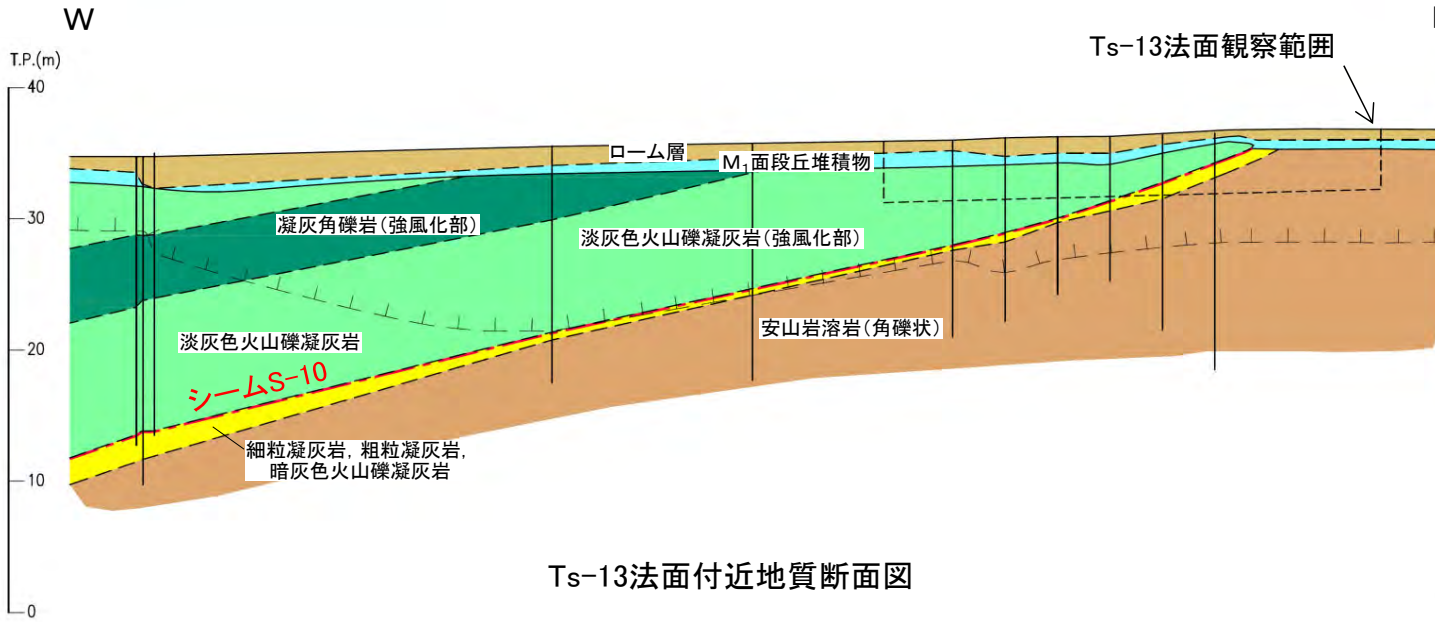 W
T.P.(m)
Ts-13法面観察範囲
40
ローム層
M1面段丘堆積物
30
凝灰角礫岩(強風化部)
淡灰色火山礫凝灰岩(強風化部)
安山岩溶岩(角礫状)
20
淡灰色火山礫凝灰岩
シームS-10
細粒凝灰岩, 粗粒凝灰岩,
暗灰色火山礫凝灰岩
10
Ts-13法面付近地質断面図
0